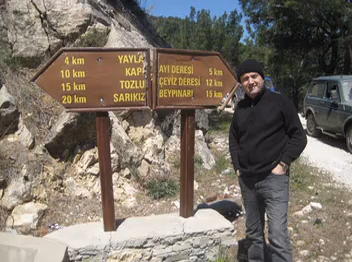 4 km YAYLA
10 km KAPI
15 km TOZLU
20 km SARIKIZ
AYI DERESİ 5 km
ÇEYİZ DERESİ 12 km
BEYPINARI 15 km